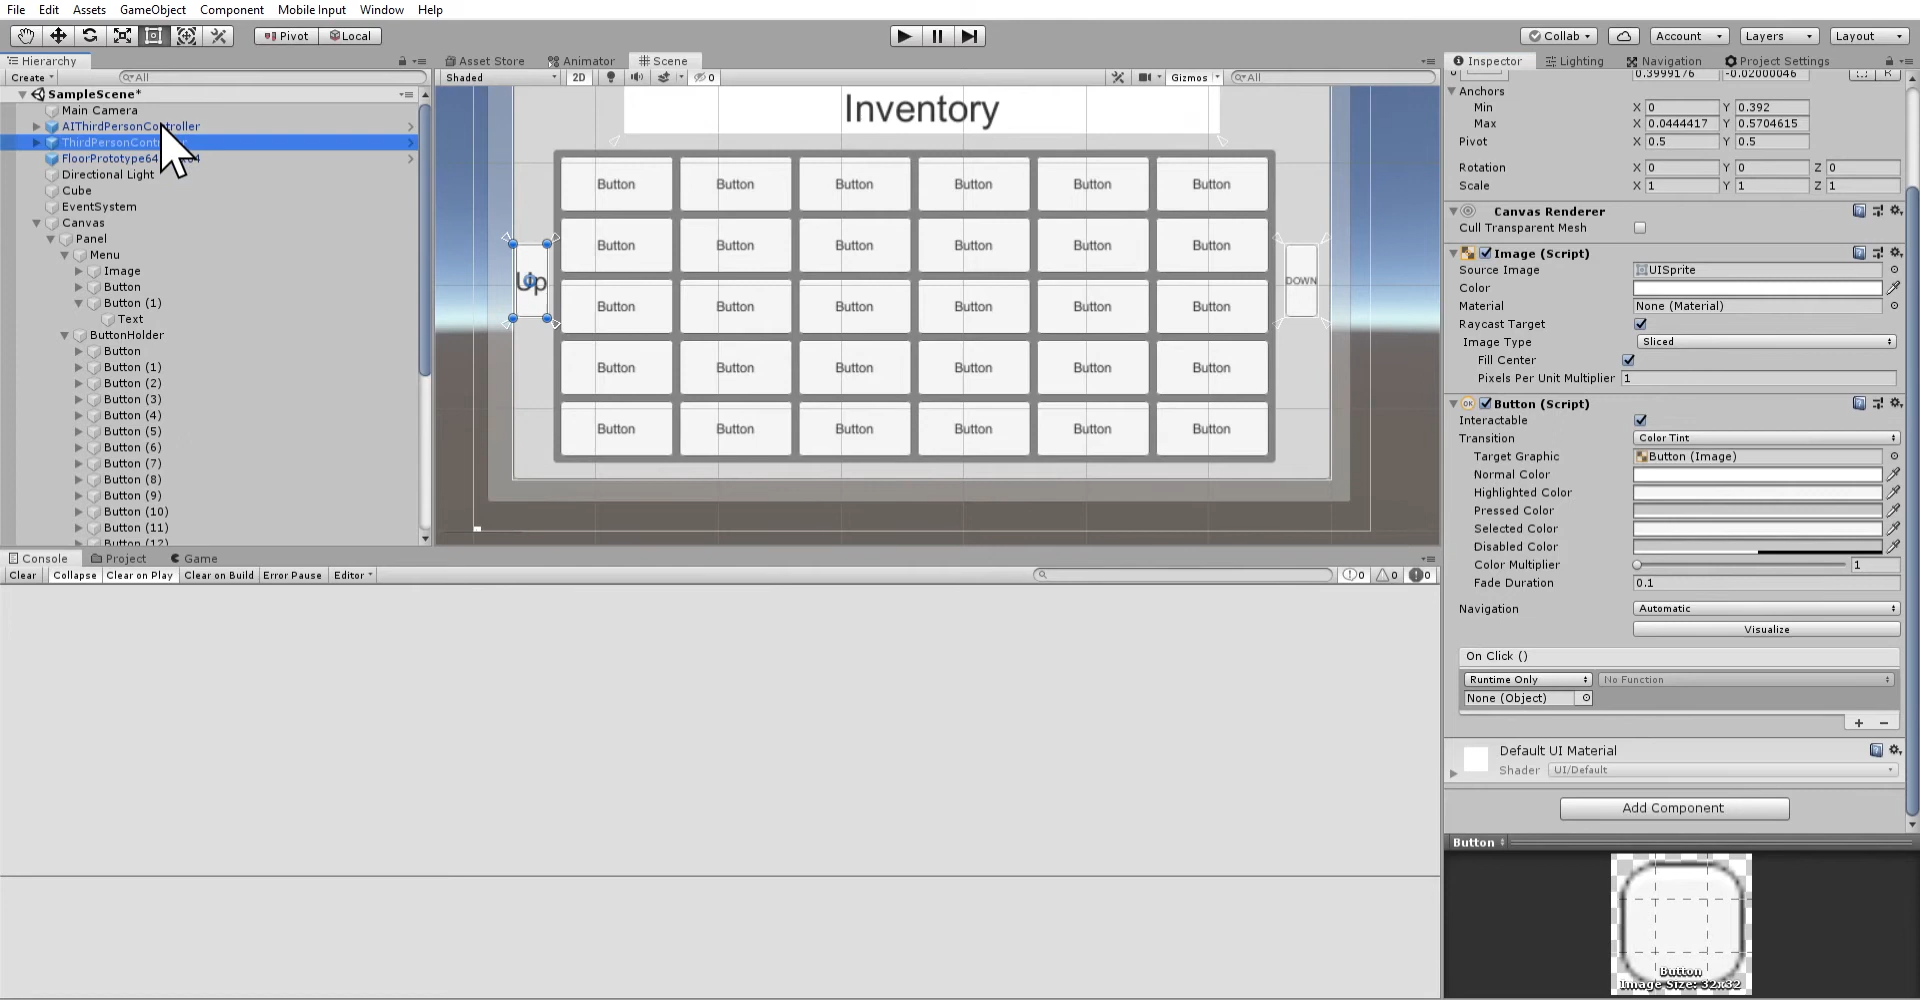 File Edit Assets GameObject Component Mobile Input Window Help
Pivot Local Collab Account Layers Layout
Hierarchy Asset Store Animator Scene Inspector Lighting Navigation Project Settings
Create All Shaded 2D 0 Gizmos All
SampleScene*
Main Camera
AIThirdPersonController
ThirdPersonCont
FloorPrototype64
Directional Light
Cube
EventSystem
Canvas
Panel
Menu
Image
Button
Button (1)
Text
ButtonHolder
Button
Button (1)
Button (2)
Button (3)
Button (4)
Button (5)
Button (6)
Button (7)
Button (8)
Button (9)
Button (10)
Button (11)
Button (12)
Inventory
Button Button Button Button Button Button
Button Button Button Button Button Button
Up DOWN
Button Button Button Button Button Button
Button Button Button Button Button Button
Button Button Button Button Button Button
0.3999176 -0.02000046 R
Anchors
Min X 0 Y 0.392
Max X 0.0444417 Y 0.5704615
Pivot X 0.5 Y 0.5
Rotation X 0 Y 0 Z 0
Scale X 1 Y 1 Z 1
Canvas Renderer
Cull Transparent Mesh
Image (Script)
Source Image UISprite
Color
Material None (Material)
Raycast Target
Image Type Sliced
Fill Center
Pixels Per Unit Multiplier 1
Button (Script)
Interactable
Transition Color Tint
Target Graphic Button (Image)
Normal Color
Highlighted Color
Pressed Color
Selected Color
Disabled Color
Color Multiplier 1
Fade Duration 0.1
Navigation Automatic
Visualize
On Click ()
Runtime Only No Function
None (Object)
Default UI Material
Shader UI/Default
Add Component
Button
Button
Image Size: 32x32
Console Project Game
Clear Collapse Clear on Play Clear on Build Error Pause Editor 0 0 0